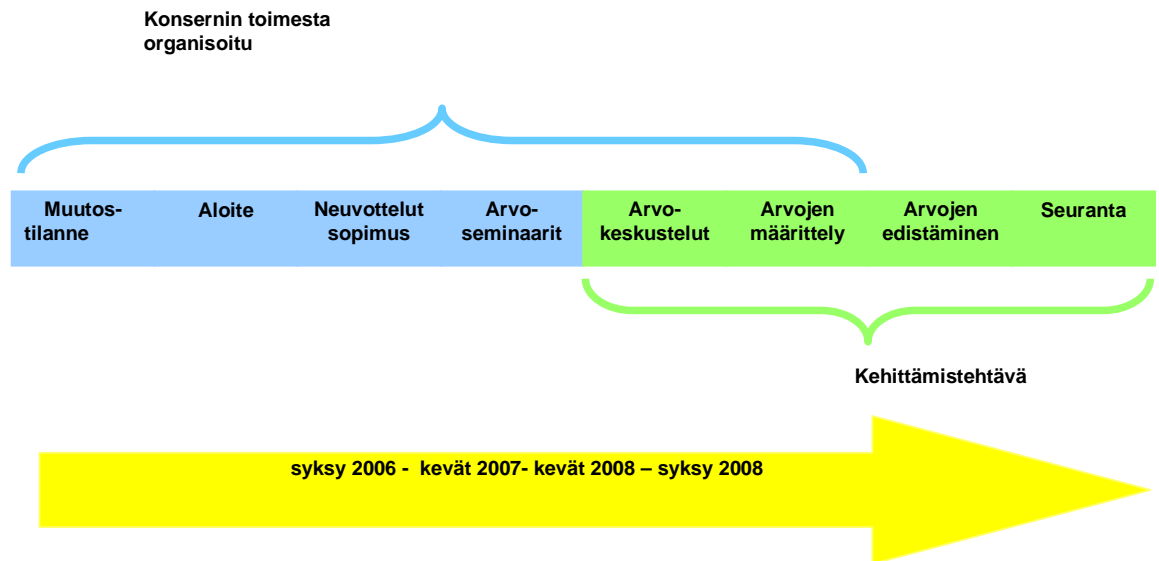 Konsernin toimesta
organisoitu
Muutos-
tilanne
Aloite
Neuvottelut
sopimus
Arvo-
seminaarit
Arvo-
keskustelut
Arvojen
määrittely
Arvojen
edistäminen
Seuranta
Kehittämistehtävä
syksy 2006 - kevät 2007- kevät 2008 – syksy 2008